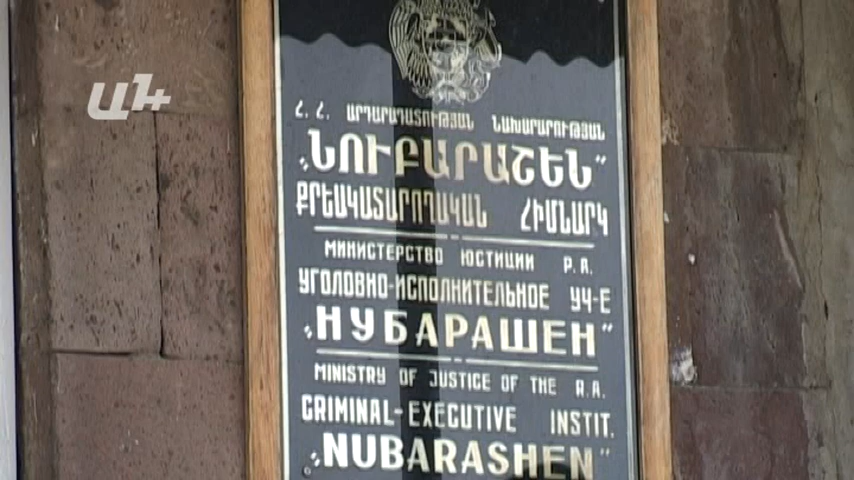 ԱԿ
Հ. Հ. ԱՐԴԱՐԱԴԱՏՈՒԹՅԱՆ ՆԱԽԱՐԱՐՈՒԹՅԱՆ
„ՆՈՒԲԱՐԱՇԵՆ”
ՔՐԵԱԿԱՏԱՐՈՂԱԿԱՆ ՀԻՄՆԱՐԿ
МИНИСТЕРСТВО ЮСТИЦИИ Р.А.
УГОЛОВНО-ИСПОЛНИТЕЛЬНОЕ УЧ-Е
„НУБАРАШЕН”
MINISTRY OF JUSTICE OF THE R.A.
CRIMINAL-EXECUTIVE INSTIT.
„NUBARASHEN”